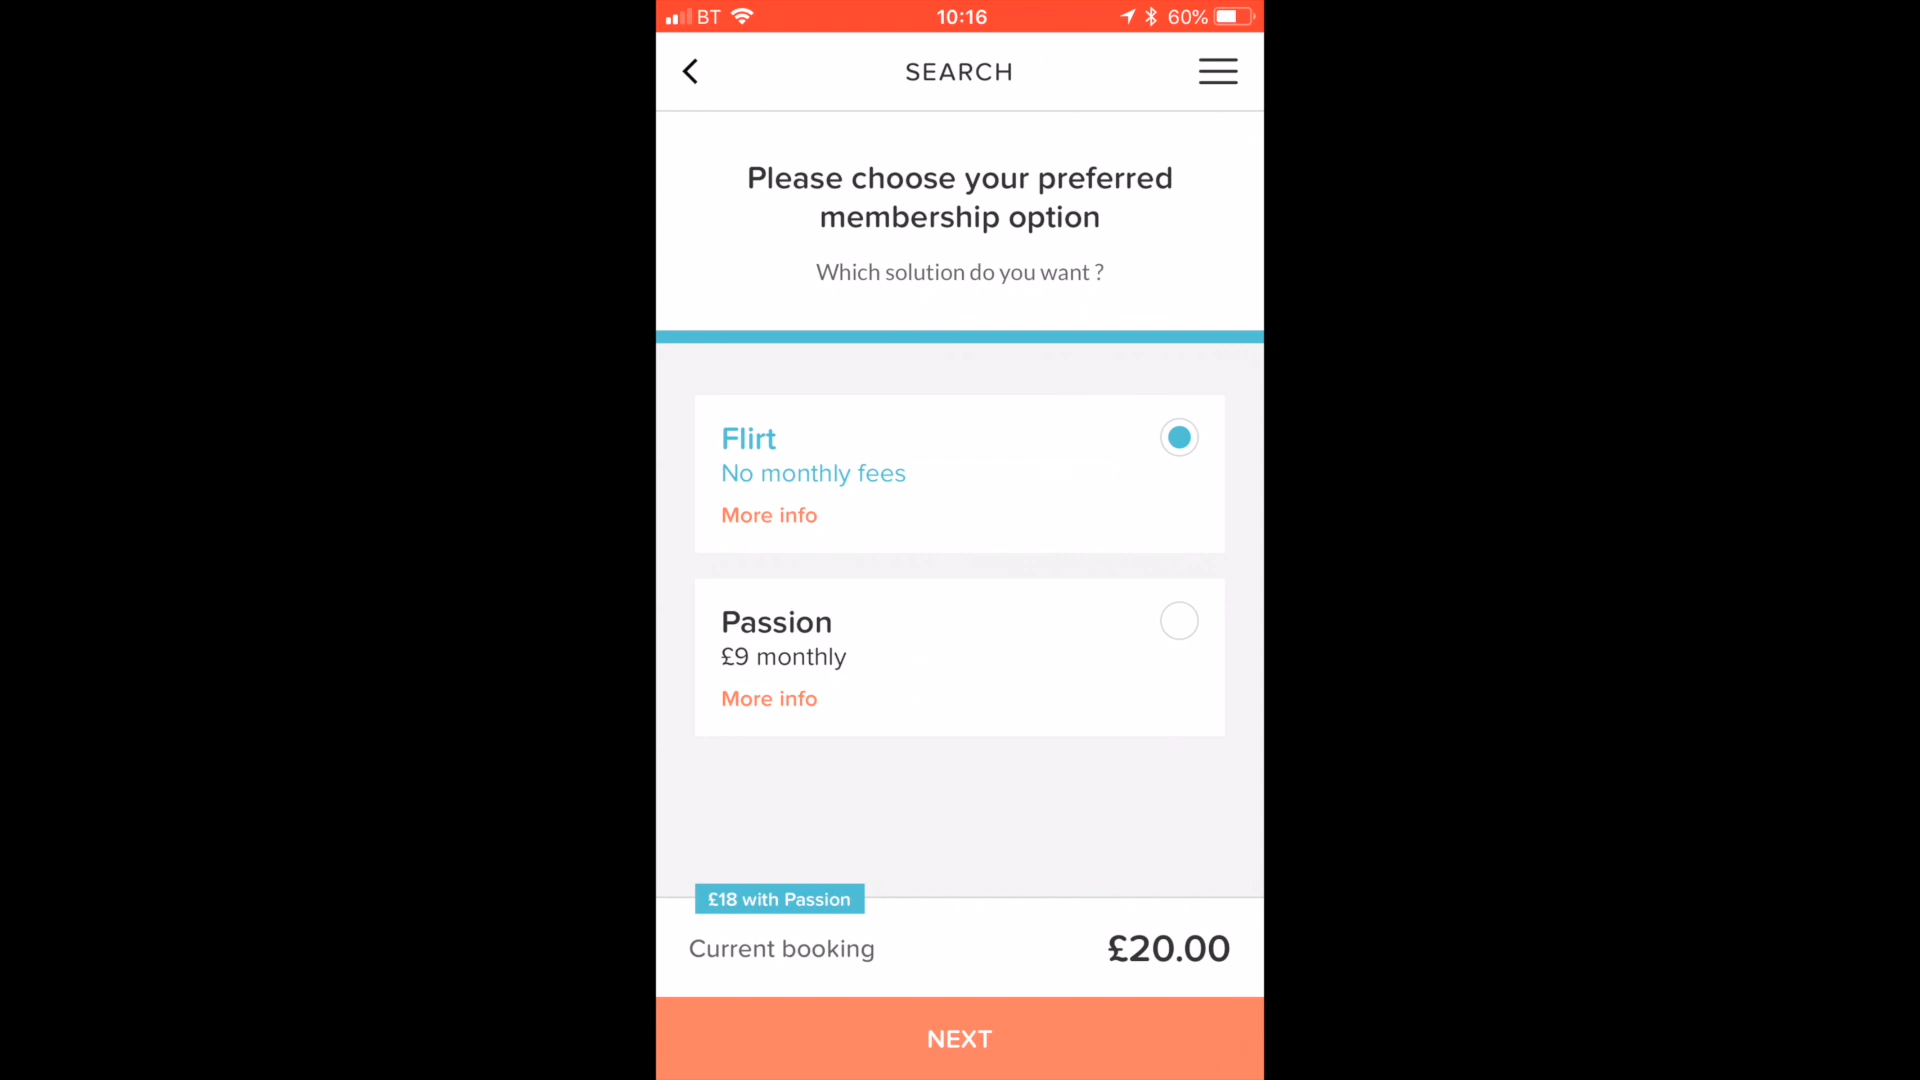 BT 10:16 60%
SEARCH
Please choose your preferred
membership option
Which solution do you want ?
Flirt
No monthly fees
More info
Passion
£9 monthly
More info
£18 with Passion
Current booking £20.00
NEXT